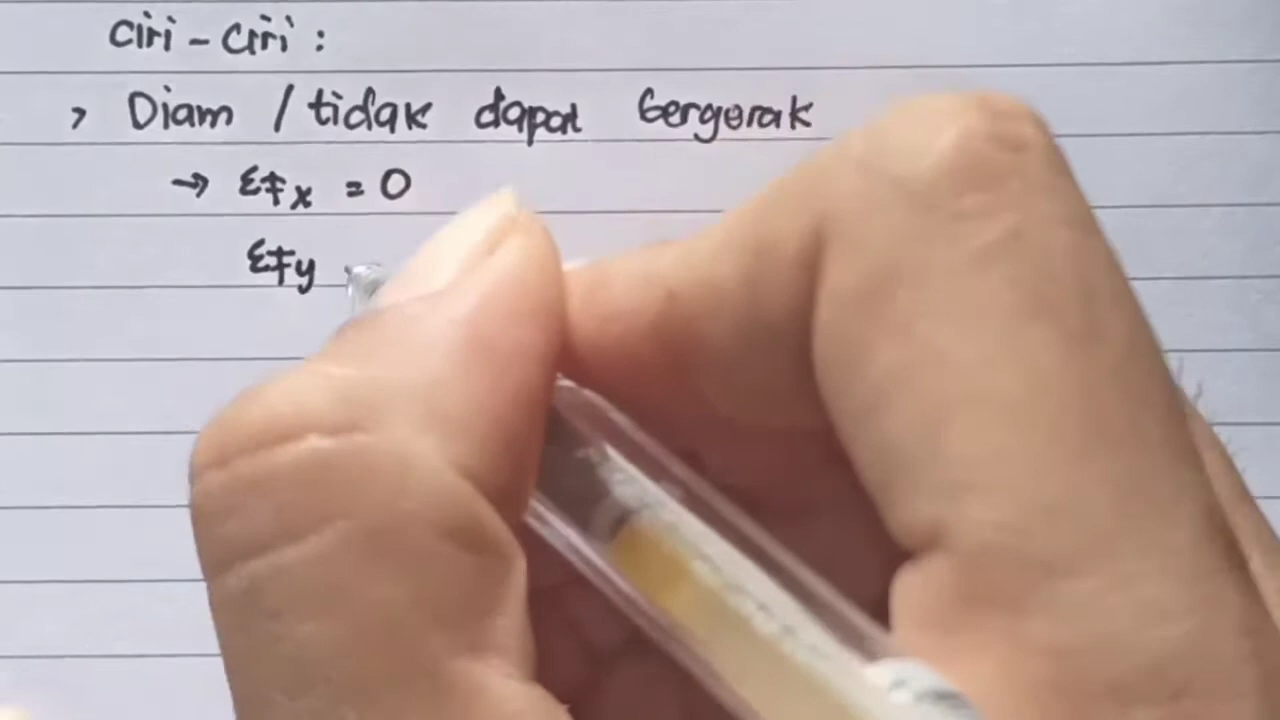 Ciri - Ciri :
> Diam / tidak dapat bergerak
→ ΣFx = 0
ΣFy